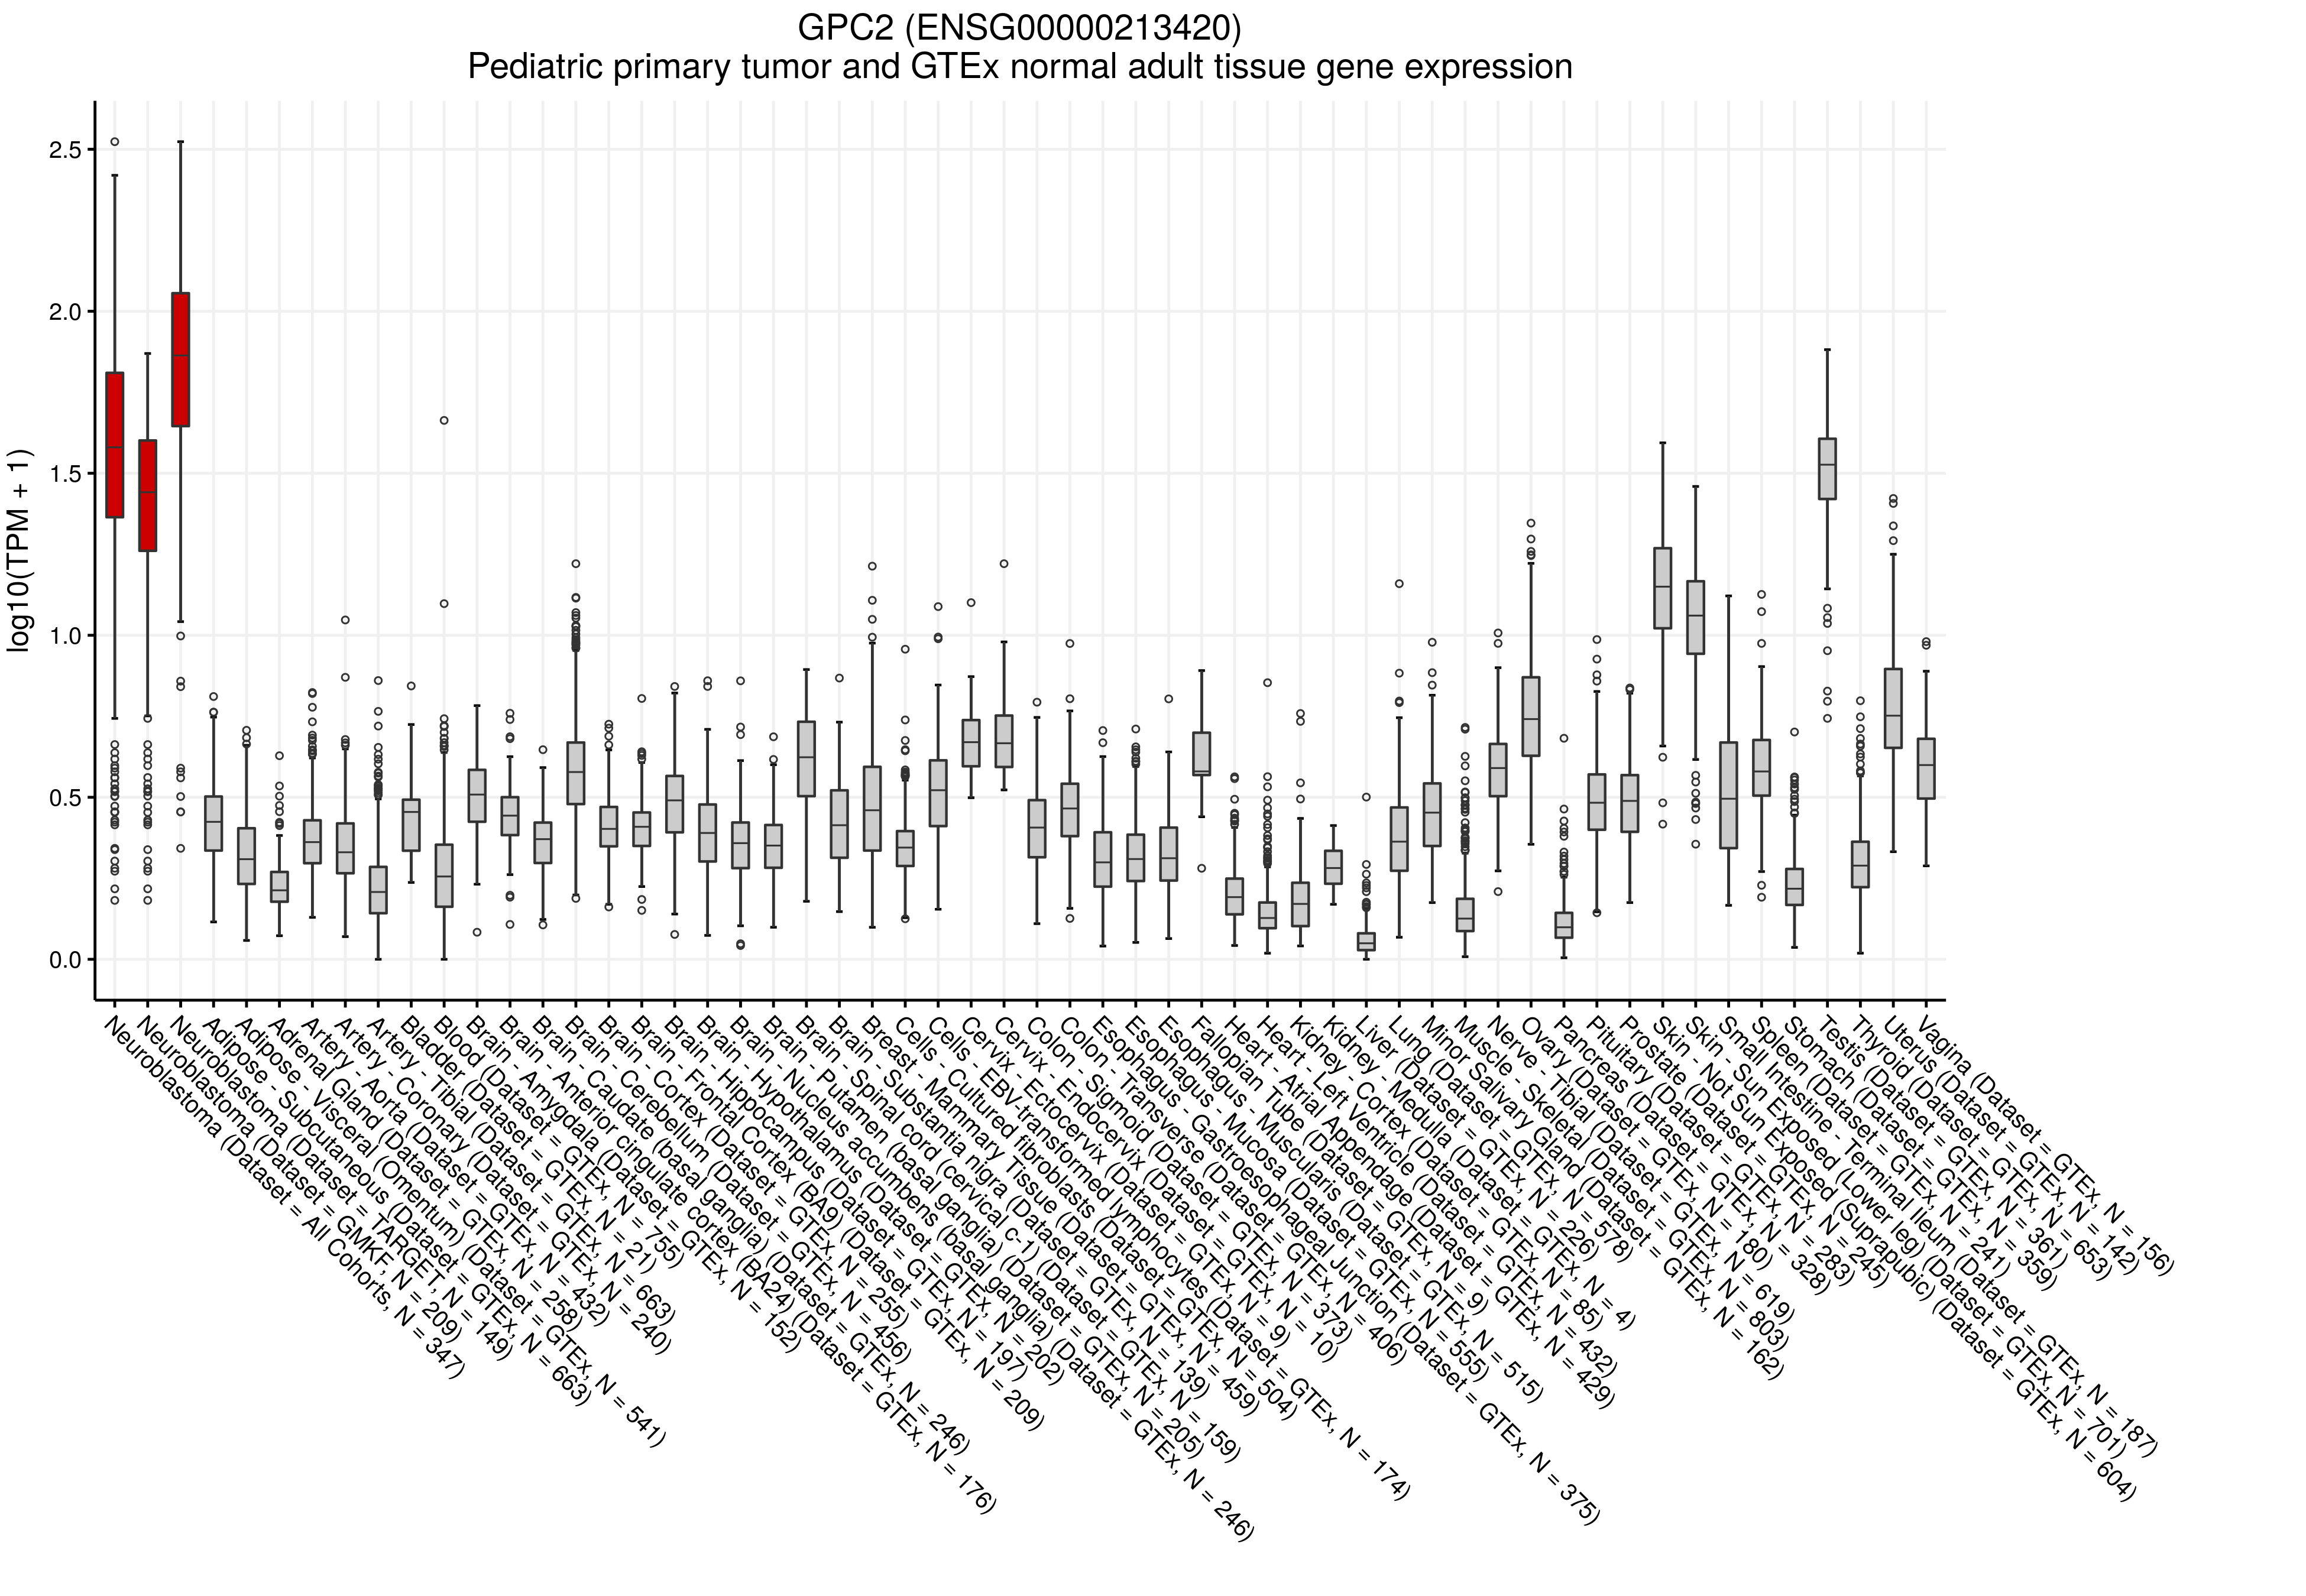 GPC2 (ENSG00000213420)
Pediatric primary tumor and GTEx normal adult tissue gene expression
log10(TPM + 1)
2.5
2.0
1.5
1.0
0.5
0.0
Neuroblastoma (Dataset = All Cohorts, N = 347)
Neuroblastoma (Dataset = GMKF, N = 209)
Neuroblastoma (Dataset = TARGET, N = 149)
Adipose - Subcutaneous (Dataset = GTEx, N = 663)
Adipose - Visceral (Omentum) (Dataset = GTEx, N = 541)
Adrenal Gland (Dataset = GTEx, N = 258)
Artery - Aorta (Dataset = GTEx, N = 432)
Artery - Coronary (Dataset = GTEx, N = 240)
Artery - Tibial (Dataset = GTEx, N = 663)
Bladder (Dataset = GTEx, N = 21)
Blood (Dataset = GTEx, N = 755)
Brain - Amygdala (Dataset = GTEx, N = 152)
Brain - Anterior cingulate cortex (BA24) (Dataset = GTEx, N = 176)
Brain - Caudate (basal ganglia) (Dataset = GTEx, N = 246)
Brain - Cerebellum (Dataset = GTEx, N = 456)
Brain - Cortex (Dataset = GTEx, N = 255)
Brain - Frontal Cortex (BA9) (Dataset = GTEx, N = 209)
Brain - Hippocampus (Dataset = GTEx, N = 197)
Brain - Hypothalamus (Dataset = GTEx, N = 202)
Brain - Nucleus accumbens (basal ganglia) (Dataset = GTEx, N = 246)
Brain - Putamen (basal ganglia) (Dataset = GTEx, N = 205)
Brain - Spinal cord (cervical c-1) (Dataset = GTEx, N = 159)
Brain - Substantia nigra (Dataset = GTEx, N = 139)
Breast - Mammary Tissue (Dataset = GTEx, N = 459)
Cells - Cultured fibroblasts (Dataset = GTEx, N = 504)
Cells - EBV-transformed lymphocytes (Dataset = GTEx, N = 174)
Cervix - Ectocervix (Dataset = GTEx, N = 9)
Cervix - Endocervix (Dataset = GTEx, N = 10)
Colon - Sigmoid (Dataset = GTEx, N = 373)
Colon - Transverse (Dataset = GTEx, N = 406)
Esophagus - Gastroesophageal Junction (Dataset = GTEx, N = 375)
Esophagus - Mucosa (Dataset = GTEx, N = 555)
Esophagus - Muscularis (Dataset = GTEx, N = 515)
Fallopian Tube (Dataset = GTEx, N = 9)
Heart - Atrial Appendage (Dataset = GTEx, N = 429)
Heart - Left Ventricle (Dataset = GTEx, N = 432)
Kidney - Cortex (Dataset = GTEx, N = 85)
Kidney - Medulla (Dataset = GTEx, N = 4)
Liver (Dataset = GTEx, N = 226)
Lung (Dataset = GTEx, N = 578)
Minor Salivary Gland (Dataset = GTEx, N = 162)
Muscle - Skeletal (Dataset = GTEx, N = 803)
Nerve - Tibial (Dataset = GTEx, N = 619)
Ovary (Dataset = GTEx, N = 180)
Pancreas (Dataset = GTEx, N = 328)
Pituitary (Dataset = GTEx, N = 283)
Prostate (Dataset = GTEx, N = 245)
Skin - Not Sun Exposed (Suprapubic) (Dataset = GTEx, N = 604)
Skin - Sun Exposed (Lower leg) (Dataset = GTEx, N = 701)
Small Intestine - Terminal Ileum (Dataset = GTEx, N = 187)
Spleen (Dataset = GTEx, N = 241)
Stomach (Dataset = GTEx, N = 359)
Testis (Dataset = GTEx, N = 361)
Thyroid (Dataset = GTEx, N = 653)
Uterus (Dataset = GTEx, N = 142)
Vagina (Dataset = GTEx, N = 156)